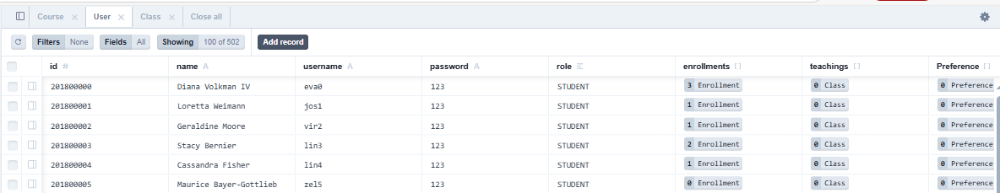 Course × User × Class × Close all
Filters None Fields All Showing 100 of 502 Add record
id # name A username A password A role enrollments [] teachings [] Preference []
201800000 Diana Volkman IV eva0 123 STUDENT 3 Enrollment 0 Class 0 Preference
201800001 Loretta Weimann jos1 123 STUDENT 1 Enrollment 0 Class 0 Preference
201800002 Geraldine Moore vir2 123 STUDENT 1 Enrollment 0 Class 0 Preference
201800003 Stacy Bernier lin3 123 STUDENT 2 Enrollment 0 Class 0 Preference
201800004 Cassandra Fisher lin4 123 STUDENT 1 Enrollment 0 Class 0 Preference
201800005 Maurice Bayer-Gottlieb zel5 123 STUDENT 0 Enrollment 0 Class 0 Preference